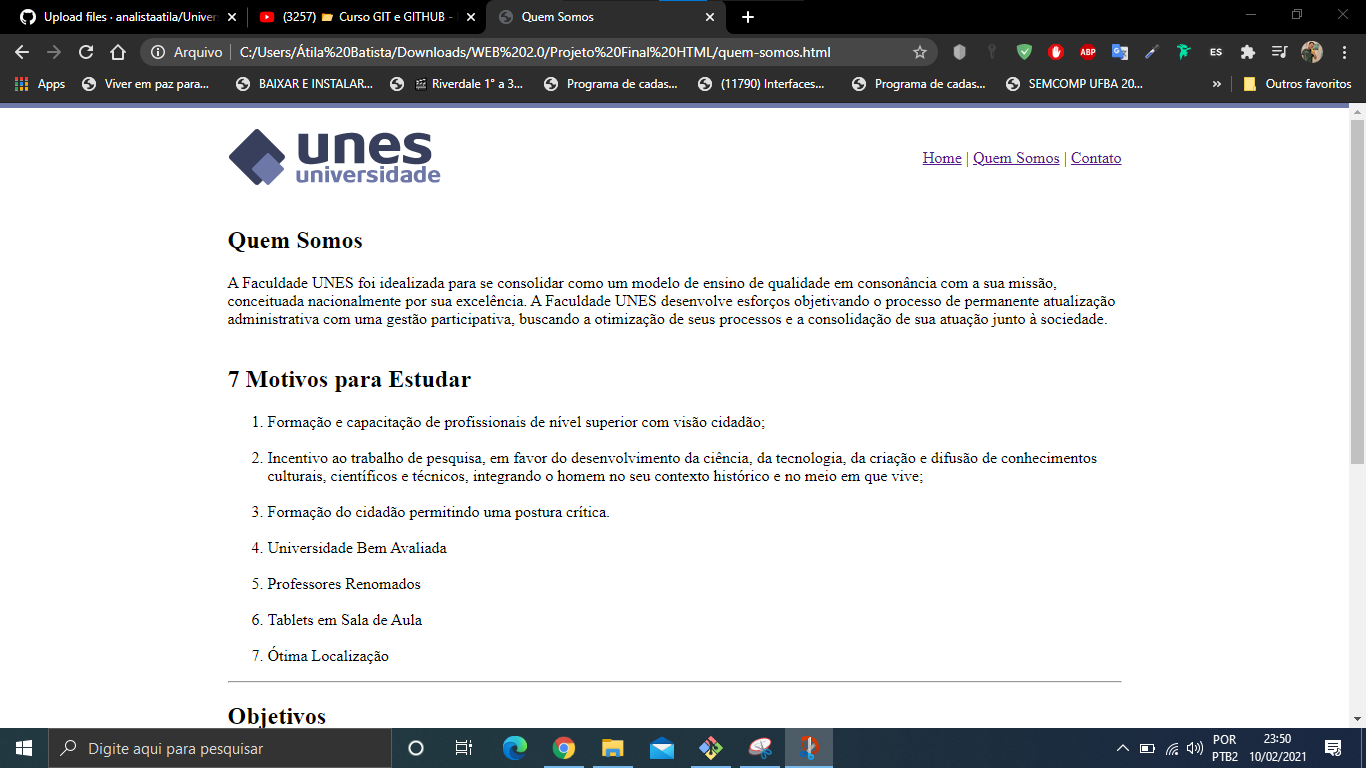 Upload files · analistaatila/Univer
(3257) 📂 Curso GIT e GITHUB -
Quem Somos
Arquivo | C:/Users/Átila%20Batista/Downloads/WEB%202.0/Projeto%20Final%20HTML/quem-somos.html
ABP
ES
Apps
Viver em paz para...
BAIXAR E INSTALAR...
🎬 Riverdale 1° a 3...
Programa de cadas...
(11790) Interfaces...
Programa de cadas...
SEMCOMP UFBA 20...
»
Outros favoritos
unes
universidade
Home | Quem Somos | Contato
Quem Somos
A Faculdade UNES foi idealizada para se consolidar como um modelo de ensino de qualidade em consonância com a sua missão,
conceituada nacionalmente por sua excelência. A Faculdade UNES desenvolve esforços objetivando o processo de permanente atualização
administrativa com uma gestão participativa, buscando a otimização de seus processos e a consolidação de sua atuação junto à sociedade.
7 Motivos para Estudar
1. Formação e capacitação de profissionais de nível superior com visão cidadão;
2. Incentivo ao trabalho de pesquisa, em favor do desenvolvimento da ciência, da tecnologia, da criação e difusão de conhecimentos
culturais, científicos e técnicos, integrando o homem no seu contexto histórico e no meio em que vive;
3. Formação do cidadão permitindo uma postura crítica.
4. Universidade Bem Avaliada
5. Professores Renomados
6. Tablets em Sala de Aula
7. Ótima Localização
Objetivos
Digite aqui para pesquisar
POR
PTB2
23:50
10/02/2021